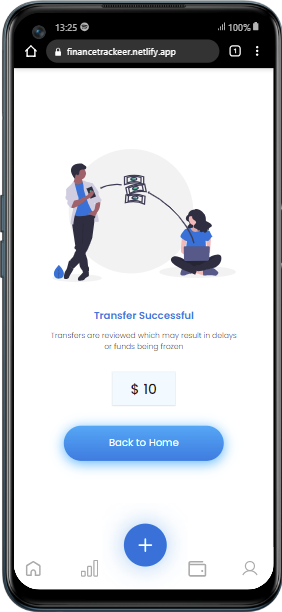 13:25
100%
financetrackeer.netlify.app
1
Transfer Successful
Transfers are reviewed which may result in delays
or funds being frozen
$ 10
Back to Home